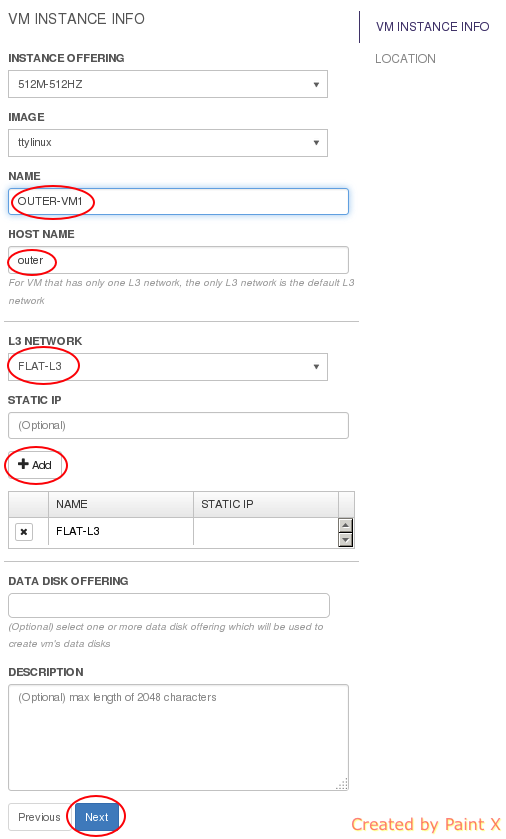 VM INSTANCE INFO
VM INSTANCE INFO
LOCATION
INSTANCE OFFERING
512M-512HZ
IMAGE
ttylinux
NAME
OUTER-VM1
HOST NAME
outer
For VM that has only one L3 network, the only L3 network is the default L3
network
L3 NETWORK
FLAT-L3
STATIC IP
(Optional)
Add
NAME STATIC IP
FLAT-L3
DATA DISK OFFERING
(Optional) select one or more data disk offering which will be used to
create vm's data disks
DESCRIPTION
(Optional) max length of 2048 characters
Previous Next
Created by Paint X